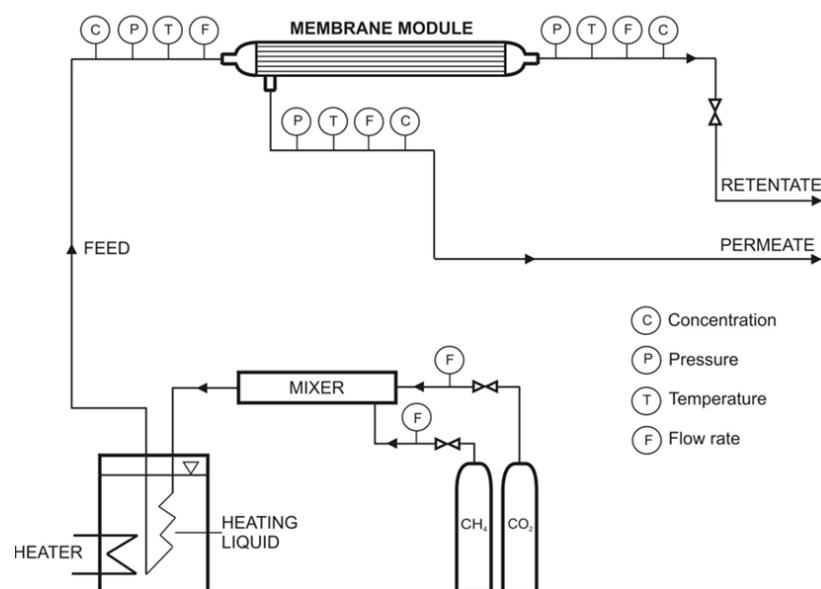 MEMBRANE MODULE
C P T F
P T F C
P T F C
RETENTATE
PERMEATE
FEED
C Concentration
P Pressure
T Temperature
F Flow rate
F
MIXER
F
HEATING
LIQUID
HEATER
CH₄ CO₂